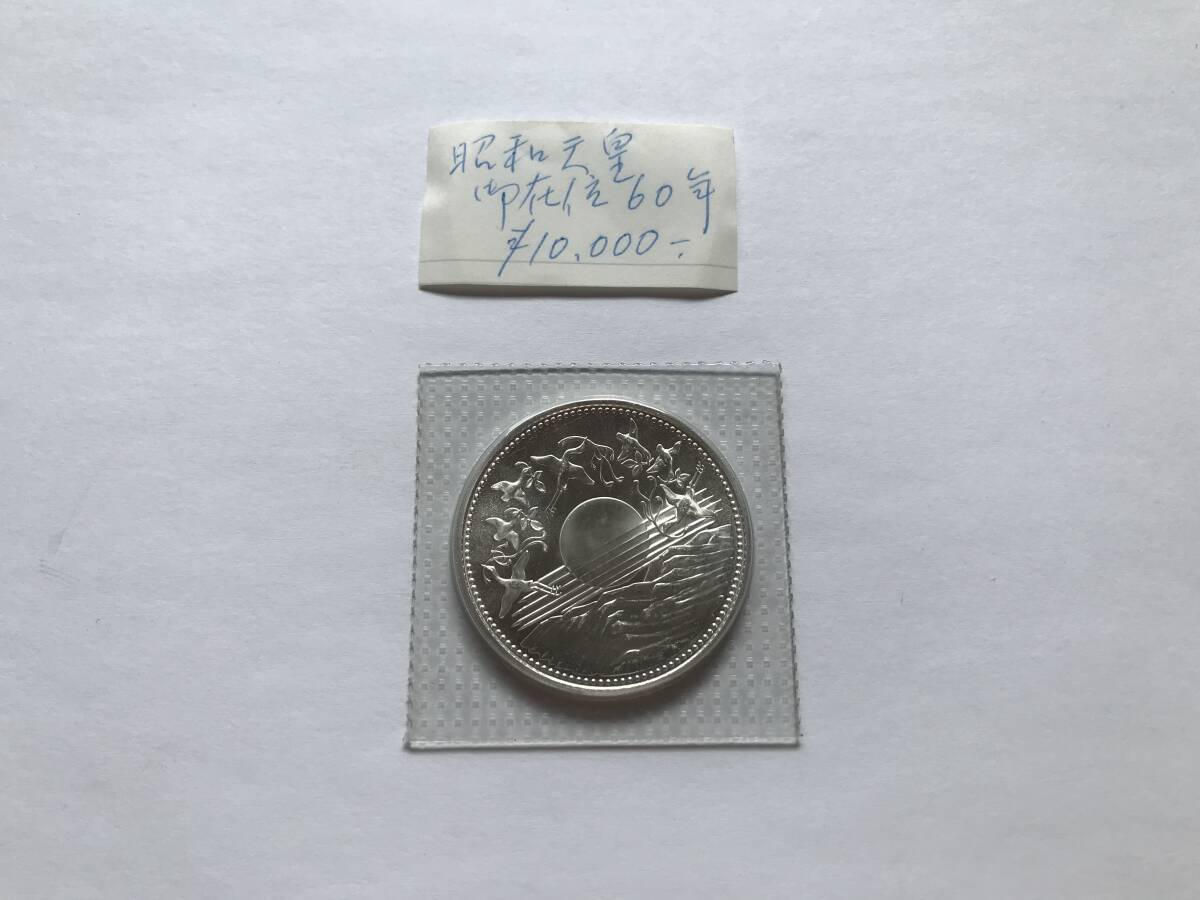 昭和天皇
御在位60年
¥10,000-